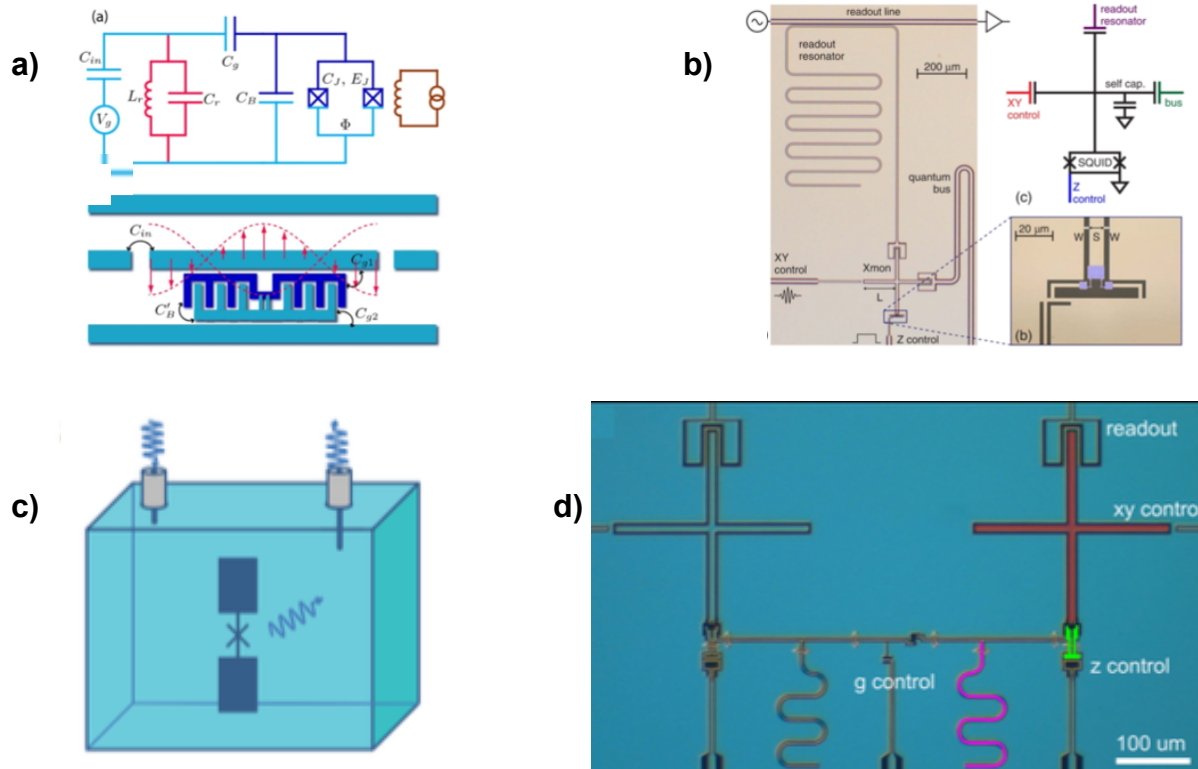 a)
(a)
C_in
C_g
L_r
C_r
C_B
C_J, E_J
V_g
Φ
C_in
C_g1
C_B'
C_g2
b)
readout line
readout
resonator
200 μm
quantum
bus
XY
control
Xmon
L
Z control
readout
resonator
self cap.
XY
control
bus
SQUID
Z
control
(c)
20 μm
W S W
(b)
c)
d)
readout
xy contro
g control
z control
100 um